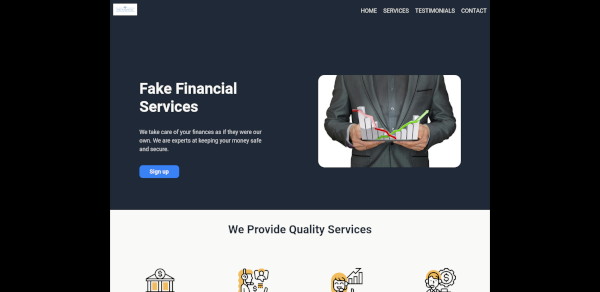 HOME SERVICES TESTIMONIALS CONTACT
Fake Financial
Services
We take care of your finances as if they were our
own. We are experts at keeping your money safe
and secure.
Sign up
We Provide Quality Services